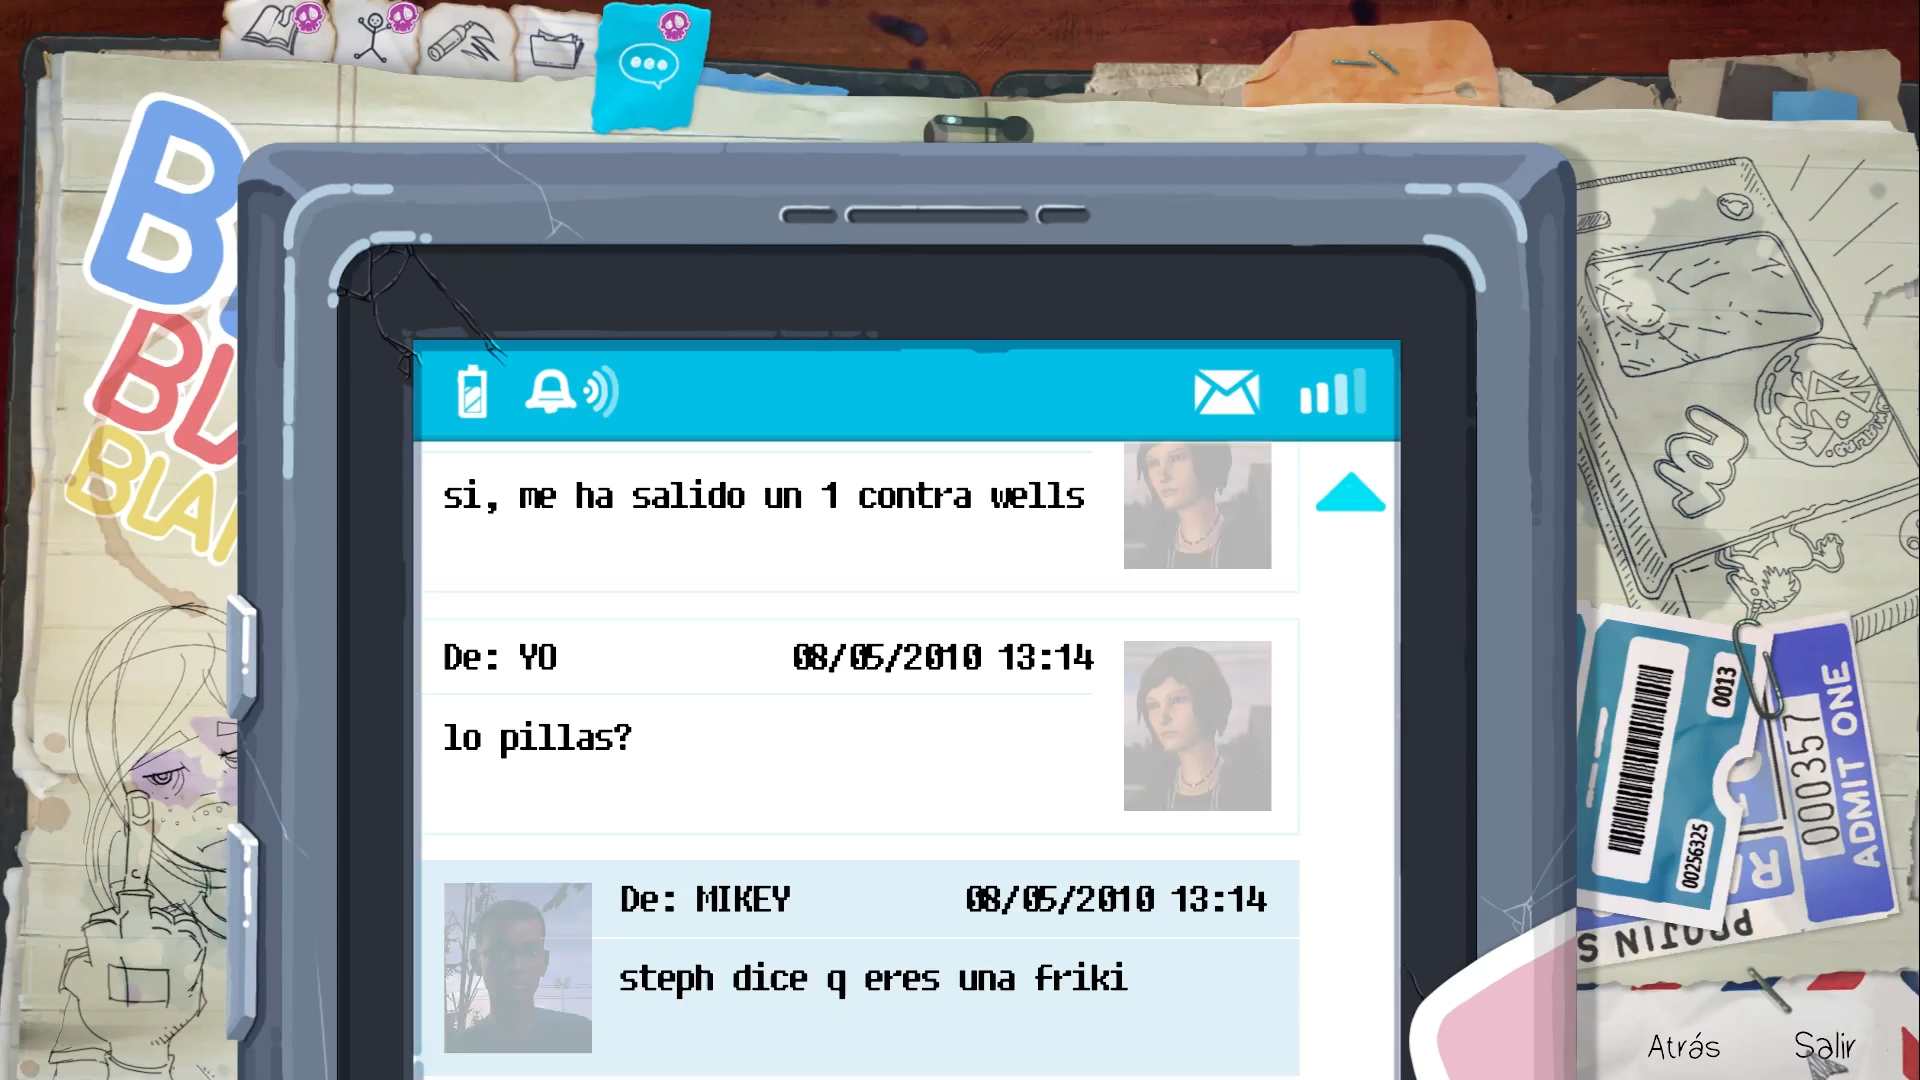 si, me ha salido un 1 contra wells
De: YO 08/05/2010 13:14
lo pillas?
De: MIKEY 08/05/2010 13:14
steph dice q eres una friki
0013
00256325
000357
ADMIT ONE
Atrás
Salir